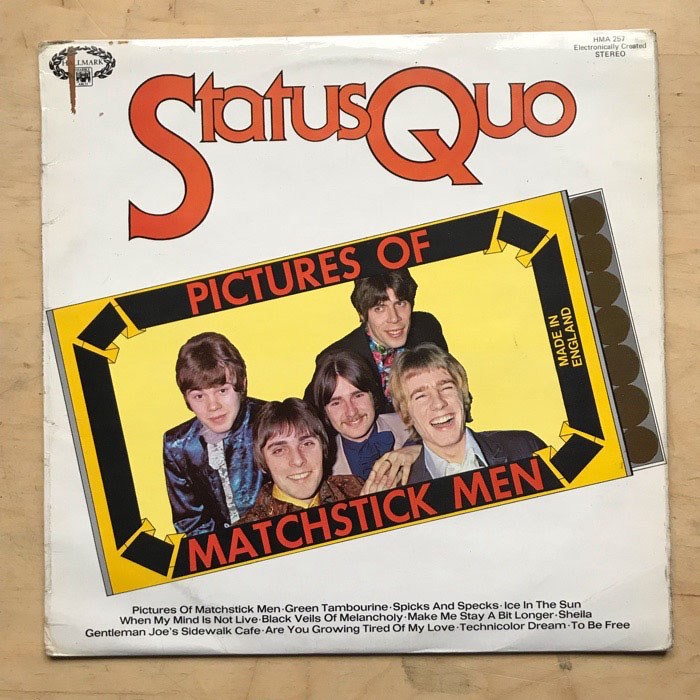 HALLMARK
HMA 257
Electronically Created
STEREO
Status Quo
PICTURES OF
MADE IN
ENGLAND
MATCHSTICK MEN
Pictures Of Matchstick Men·Green Tambourine·Spicks And Specks·Ice In The Sun
When My Mind Is Not Live·Black Veils Of Melancholy·Make Me Stay A Bit Longer·Sheila
Gentleman Joe's Sidewalk Cafe·Are You Growing Tired Of My Love·Technicolor Dream·To Be Free